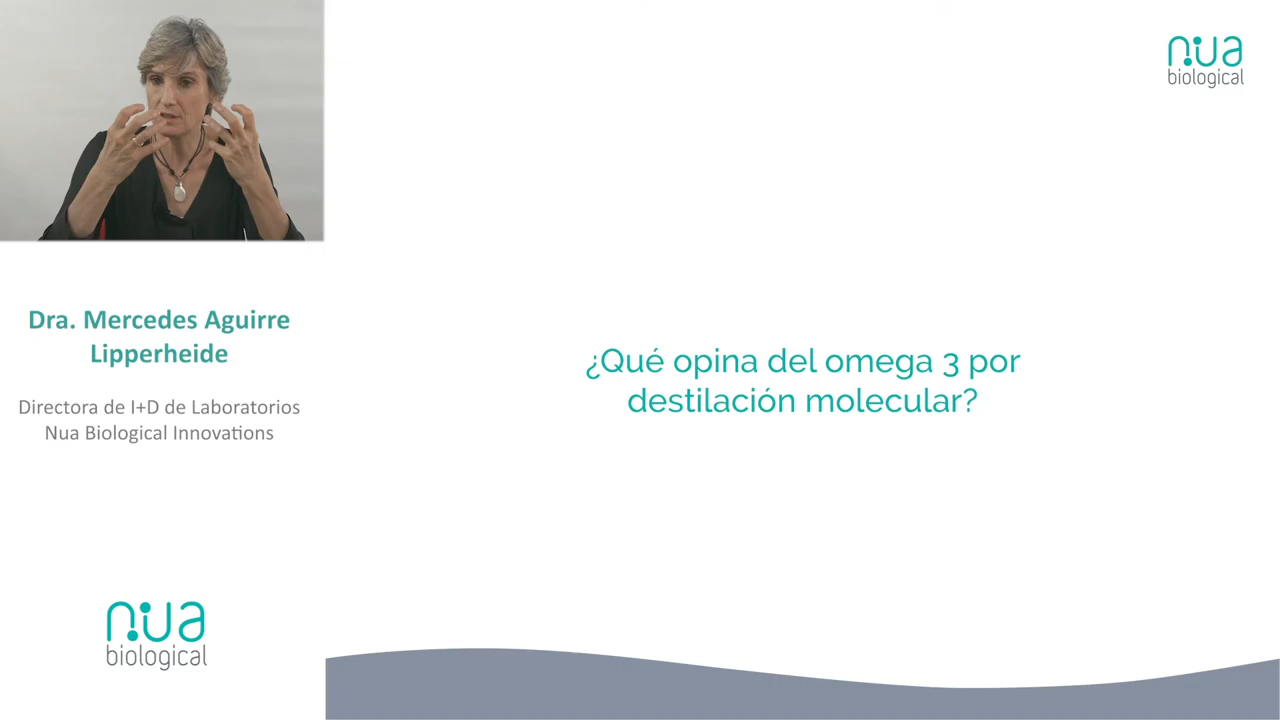 nua
biological
Dra. Mercedes Aguirre
Lipperheide
Directora de I+D de Laboratorios
Nua Biological Innovations
¿Qué opina del omega 3 por
destilación molecular?
nua
biological